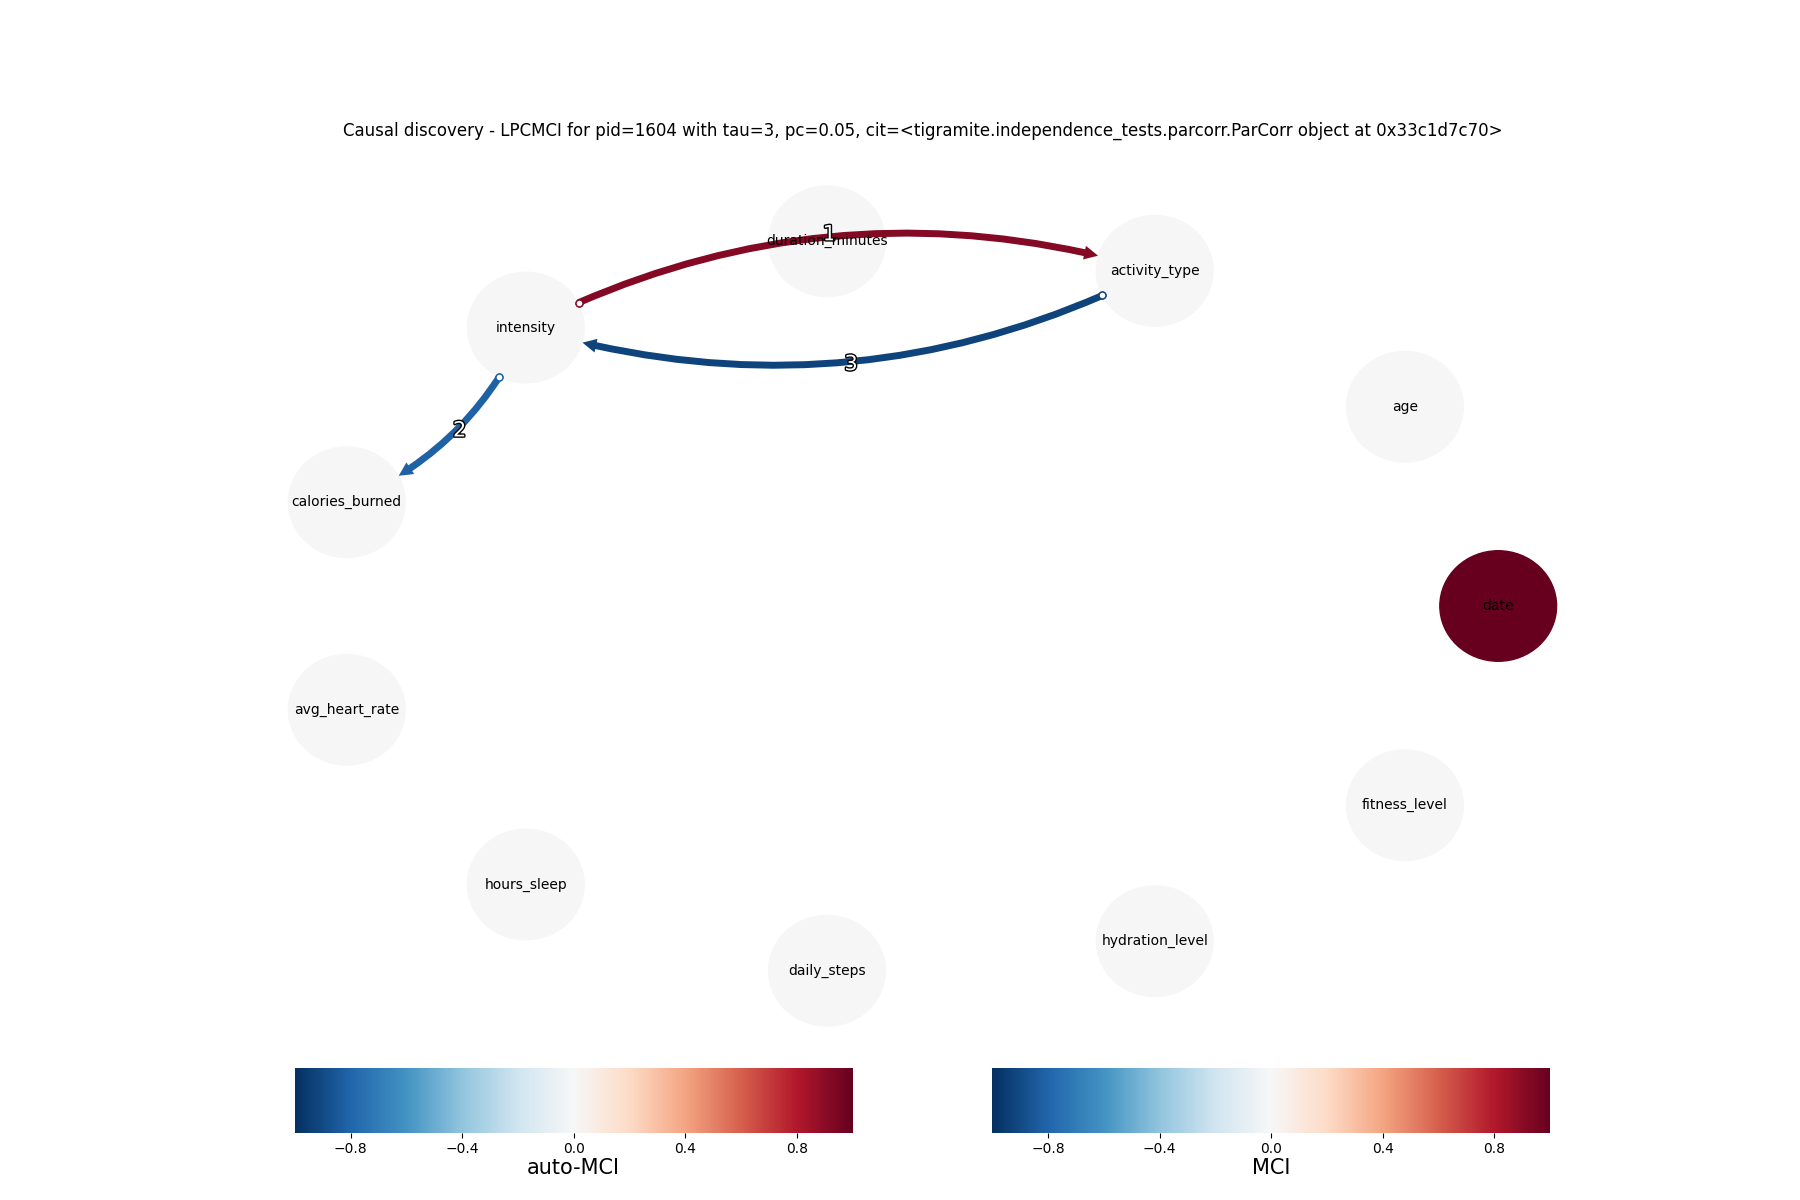 Causal discovery - LPCMCI for pid=1604 with tau=3, pc=0.05, cit=<tigramite.independence_tests.parcorr.ParCorr object at 0x33c1d7c70>
1
duration_minutes
activity_type
intensity
3
age
2
calories_burned
date
avg_heart_rate
fitness_level
hours_sleep
hydration_level
daily_steps
−0.8 −0.4 0.0 0.4 0.8
auto-MCI
−0.8 −0.4 0.0 0.4 0.8
MCI